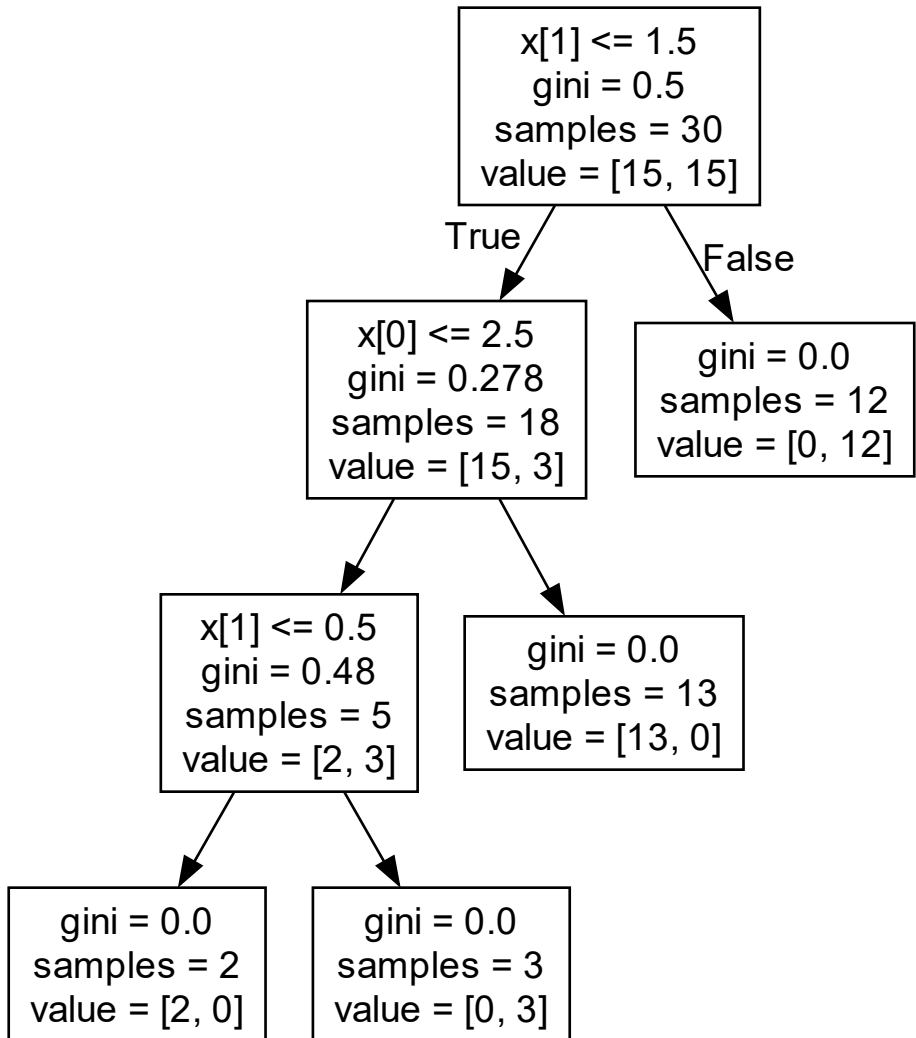 x[1] <= 1.5
gini = 0.5
samples = 30
value = [15, 15]
True
False
x[0] <= 2.5
gini = 0.278
samples = 18
value = [15, 3]
gini = 0.0
samples = 12
value = [0, 12]
x[1] <= 0.5
gini = 0.48
samples = 5
value = [2, 3]
gini = 0.0
samples = 13
value = [13, 0]
gini = 0.0
samples = 2
value = [2, 0]
gini = 0.0
samples = 3
value = [0, 3]